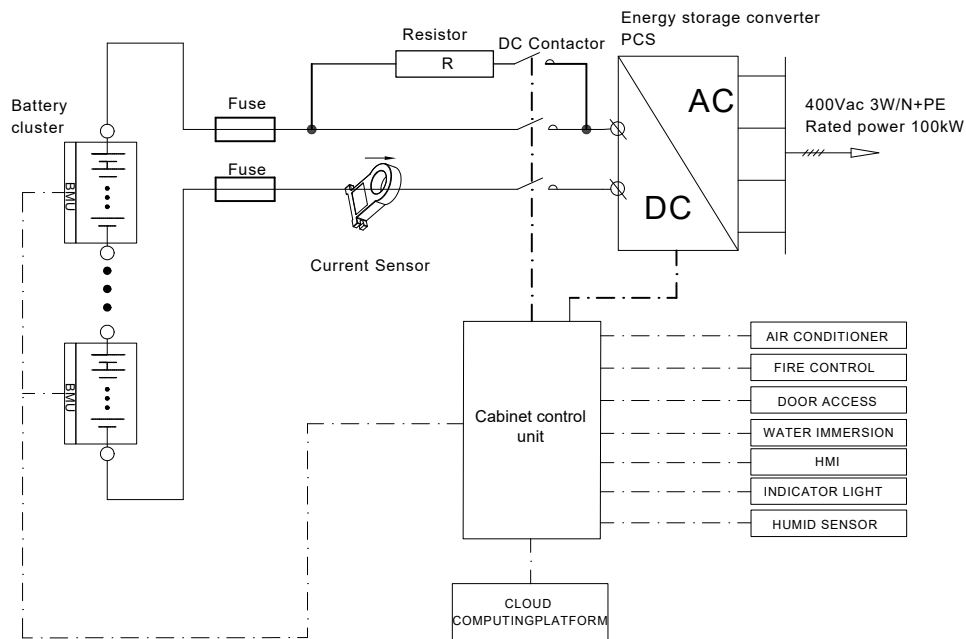 Energy storage converter
PCS
Resistor
DC Contactor
R
AC
DC
400Vac 3W/N+PE
Rated power 100kW
Battery
cluster
Fuse
Fuse
BMU
Current Sensor
BMU
Cabinet control
unit
AIR CONDITIONER
FIRE CONTROL
DOOR ACCESS
WATER IMMERSION
HMI
INDICATOR LIGHT
HUMID SENSOR
CLOUD
COMPUTINGPLATFORM